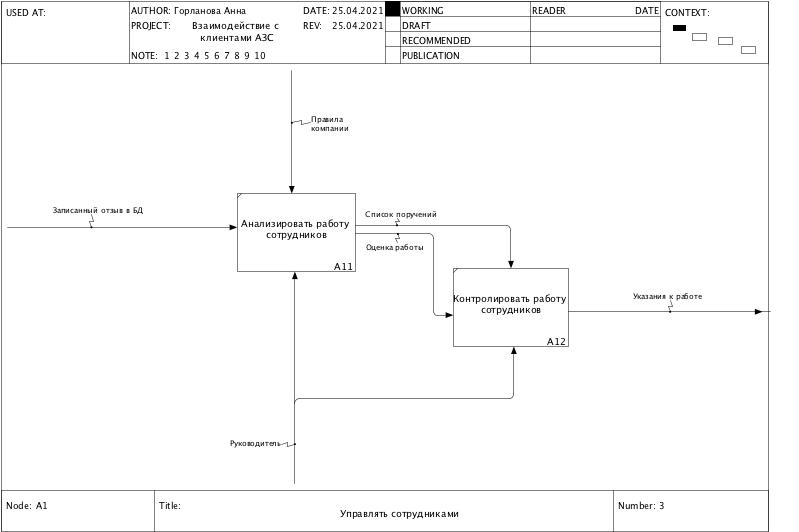 USED AT:
AUTHOR: Горланова Анна
DATE: 25.04.2021
WORKING
READER
DATE
CONTEXT:
PROJECT: Взаимодействие с
клиентами АЗС
REV: 25.04.2021
DRAFT
RECOMMENDED
NOTE: 1 2 3 4 5 6 7 8 9 10
PUBLICATION
Правила
компании
Записанный отзыв в БД
Анализировать работу
сотрудников
A11
Список поручений
Оценка работы
Контролировать работу
сотрудников
A12
Указания к работе
Руководитель
Node: A1
Title:
Управлять сотрудниками
Number: 3